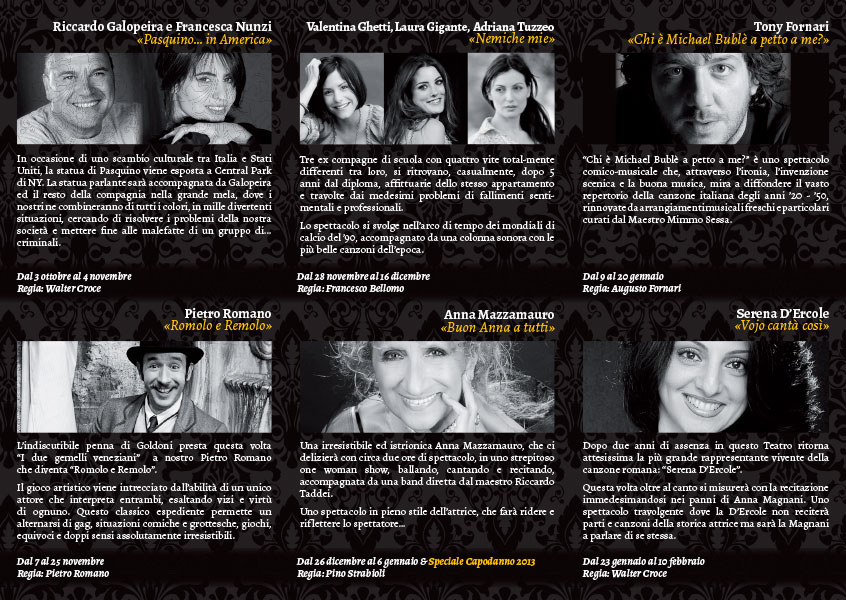 Riccardo Galopeira e Francesca Nunzi
«Pasquino... in America»
In occasione di uno scambio culturale tra Italia e Stati
Uniti, la statua di Pasquino viene esposta a Central Park
di NY. La statua parlante sarà accompagnata da Galopeira
ed il resto della compagnia nella grande mela, dove i
nostri ne combineranno di tutti i colori, in mille divertenti
situazioni, cercando di risolvere i problemi della nostra
società e mettere fine alle malefatte di un gruppo di...
criminali.
Dal 3 ottobre al 4 novembre
Regia: Walter Croce
Valentina Ghetti, Laura Gigante, Adriana Tuzzeo
«Nemiche mie»
Tre ex compagne di scuola con quattro vite total-mente
differenti tra loro, si ritrovano, casualmente, dopo 5
anni dal diploma, affittuarie dello stesso appartamento
e travolte dai medesimi problemi di fallimenti senti-
mentali e professionali.
Lo spettacolo si svolge nell'arco di tempo dei mondiali di
calcio del '90, accompagnato da una colonna sonora con le
più belle canzoni dell'epoca.
Dal 28 novembre al 16 dicembre
Regia: Francesco Bellomo
Tony Fornari
«Chi è Michael Bublè a petto a me?»
"Chi è Michael Bublè a petto a me?" è uno spettacolo
comico-musicale che, attraverso l'ironia, l'invenzione
scenica e la buona musica, mira a diffondere il vasto
repertorio della canzone italiana degli anni '20 - '50,
rinnovate da arrangiamenti musicali freschi e particolari
curati dal Maestro Mimmo Sessa.
Dal 9 al 20 gennaio
Regia: Augusto Fornari
Pietro Romano
«Romolo e Remolo»
L'indiscutibile penna di Goldoni presta questa volta
"I due gemelli veneziani" a nostro Pietro Romano
che diventa "Romolo e Remolo".
Il gioco artistico viene intrecciato dall'abilità di un unico
attore che interpreta entrambi, esaltando vizi e virtù
di ognuno. Questo classico espediente permette un
alternarsi di gag, situazioni comiche e grottesche, giochi,
equivoci e doppi sensi assolutamente irresistibili.
Dal 7 al 25 novembre
Regia: Pietro Romano
Anna Mazzamauro
«Buon Anna a tutti»
Una irresistibile ed istrionica Anna Mazzamauro, che ci
delizierà con circa due ore di spettacolo, in uno strepitoso
one woman show, ballando, cantando e recitando,
accompagnata da una band diretta dal maestro Riccardo
Taddei.
Uno spettacolo in pieno stile dell'attrice, che farà ridere e
riflettere lo spettatore...
Dal 26 dicembre al 6 gennaio & Speciale Capodanno 2013
Regia: Pino Strabioli
Serena D'Ercole
«Vojo cantà così»
Dopo due anni di assenza in questo Teatro ritorna
attesissima la più grande rappresentante vivente della
canzone romana: "Serena D'Ercole".
Questa volta oltre al canto si misurerà con la recitazione
immedesimandosi nei panni di Anna Magnani. Uno
spettacolo travolgente dove la D'Ercole non reciterà
parti e canzoni della storica attrice ma sarà la Magnani
a parlare di se stessa.
Dal 23 gennaio al 10 febbraio
Regia: Walter Croce